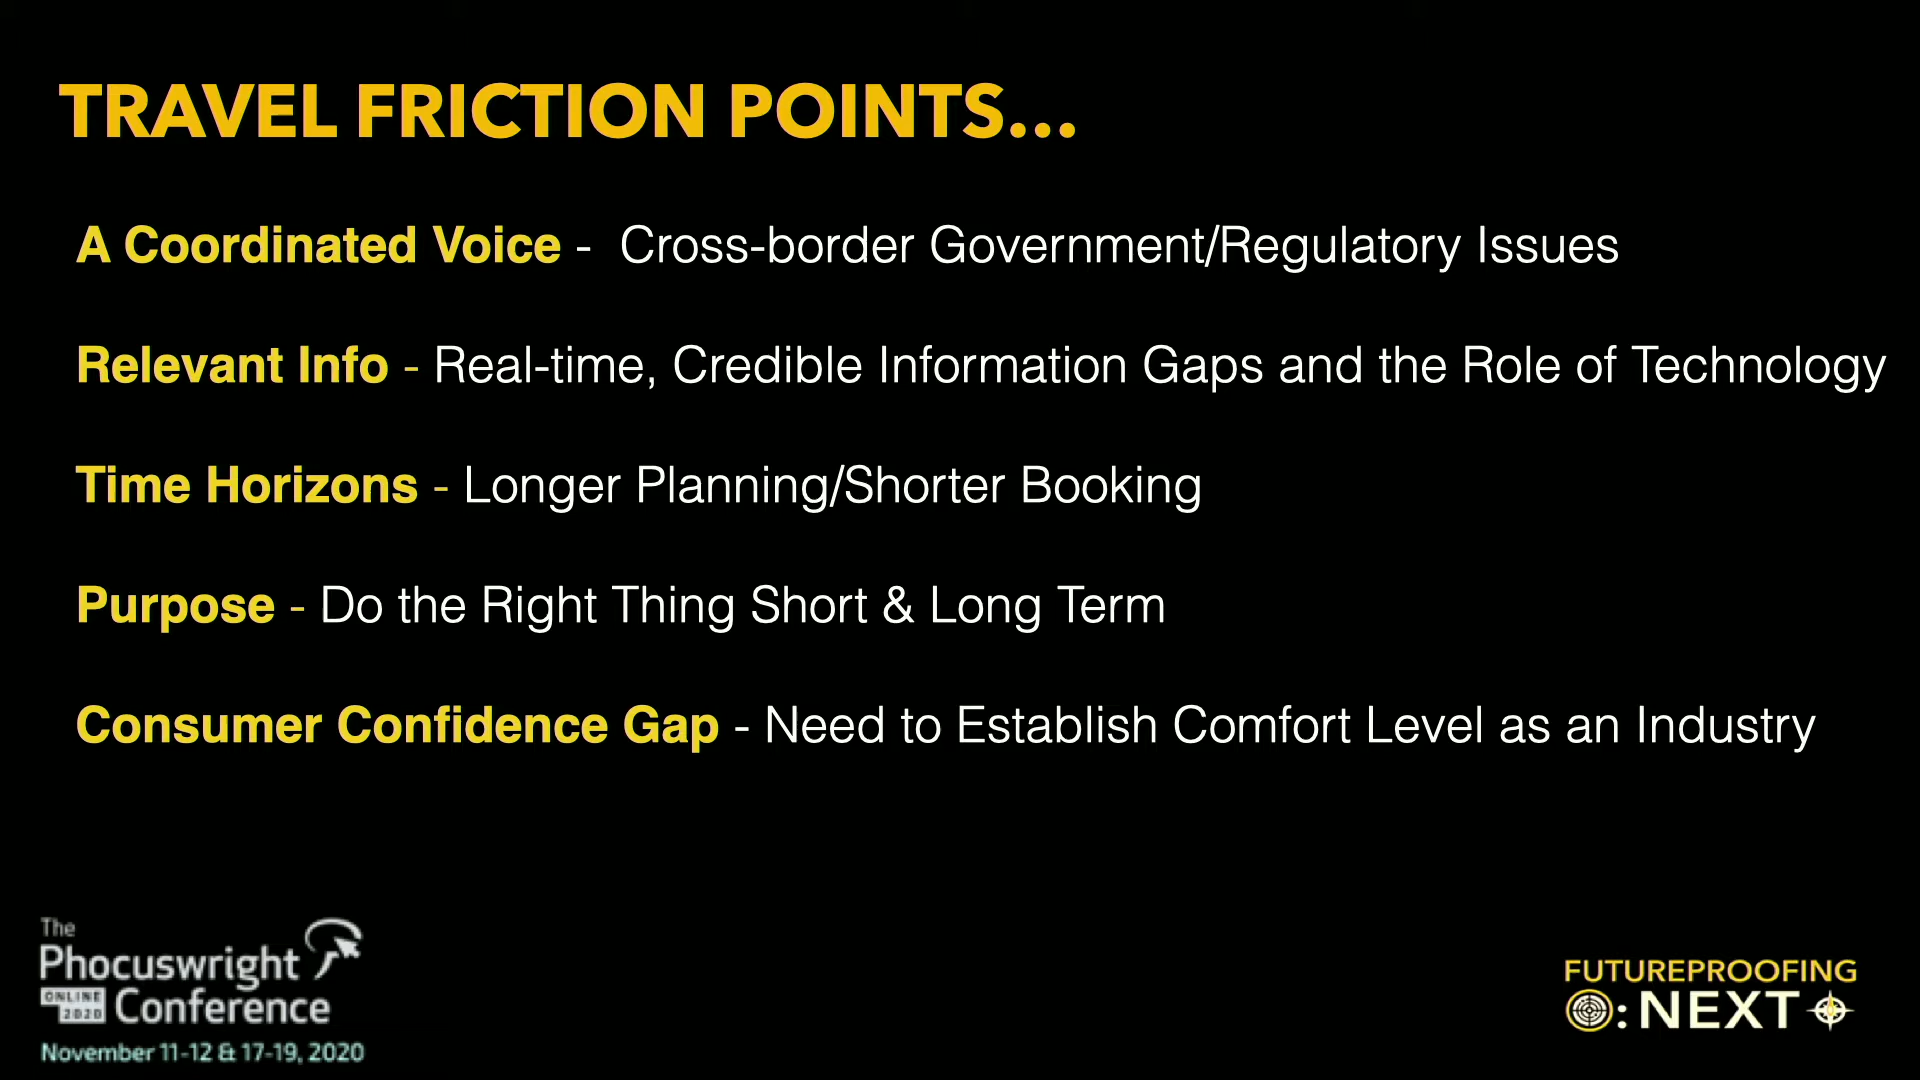 TRAVEL FRICTION POINTS...
A Coordinated Voice - Cross-border Government/Regulatory Issues
Relevant Info - Real-time, Credible Information Gaps and the Role of Technology
Time Horizons - Longer Planning/Shorter Booking
Purpose - Do the Right Thing Short & Long Term
Consumer Confidence Gap - Need to Establish Comfort Level as an Industry
The
Phocuswright
ONLINE 2020 Conference
November 11-12 & 17-19, 2020
FUTUREPROOFING
:NEXT